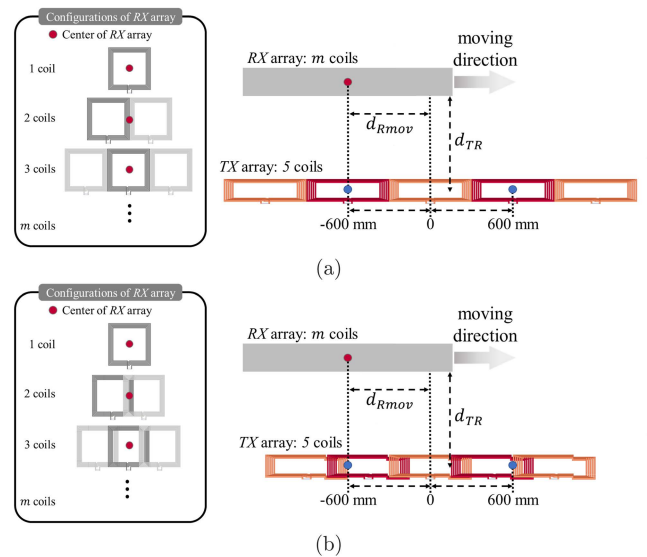 Configurations of RX array
Center of RX array
1 coil
2 coils
3 coils
m coils
RX array: m coils
moving
direction
d_Rmov
d_TR
TX array: 5 coils
-600 mm
0
600 mm
(a)
Configurations of RX array
Center of RX array
1 coil
2 coils
3 coils
m coils
RX array: m coils
moving
direction
d_Rmov
d_TR
TX array: 5 coils
-600 mm
0
600 mm
(b)